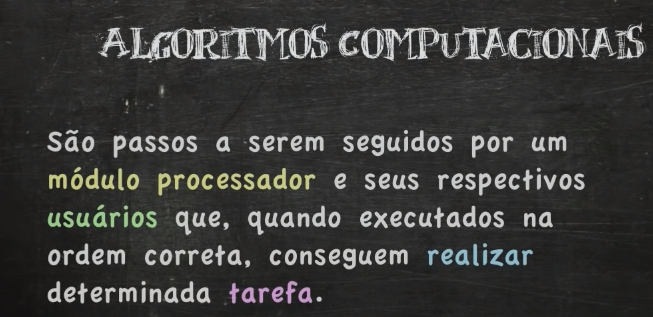 ALGORITMOS COMPUTACIONAIS
São passos a serem seguidos por um
módulo processador e seus respectivos
usuários que, quando executados na
ordem correta, conseguem realizar
determinada tarefa.